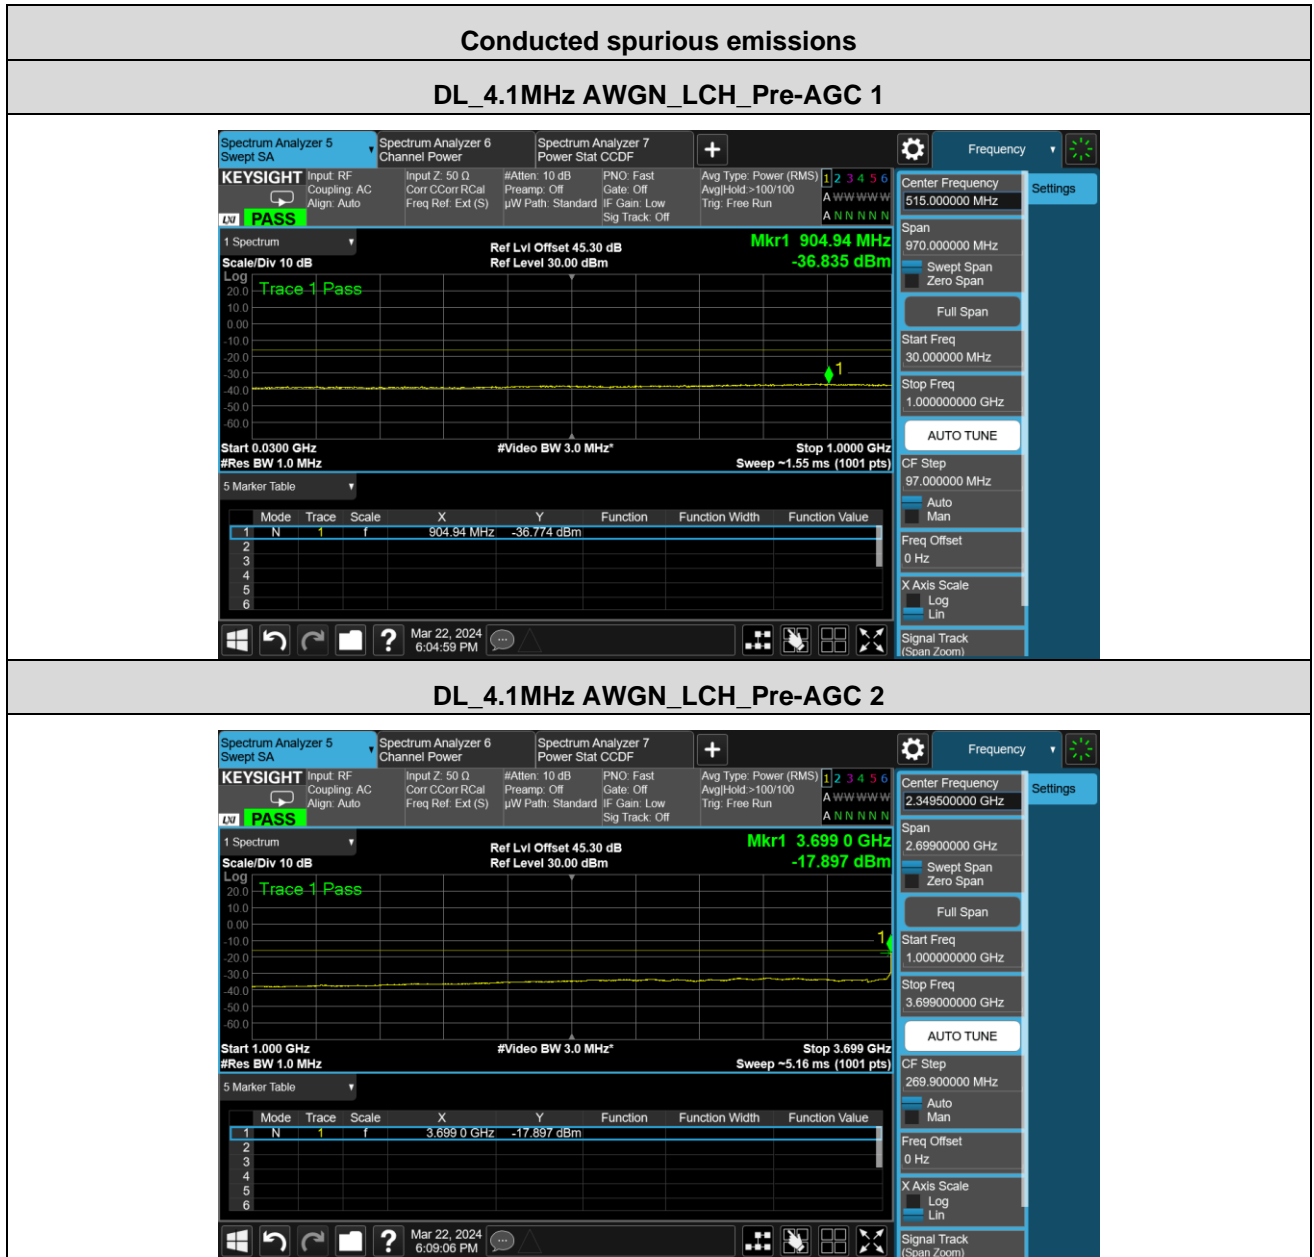 Conducted spurious emissions
DL_4.1MHz AWGN_LCH_Pre-AGC 1
Spectrum Analyzer 5
Swept SA
Spectrum Analyzer 6
Channel Power
Spectrum Analyzer 7
Power Stat CCDF
Frequency
KEYSIGHT
Input: RF
Coupling: AC
Align: Auto
Input Z: 50 Ω
Corr CCorr RCal
Freq Ref: Ext (S)
#Atten: 10 dB
Preamp: Off
µW Path: Standard
PNO: Fast
Gate: Off
IF Gain: Low
Sig Track: Off
Avg Type: Power (RMS)
Avg|Hold:>100/100
Trig: Free Run
1 2 3 4 5 6
A W W W W W
A N N N N N
LXI PASS
1 Spectrum
Scale/Div 10 dB
Ref Lvl Offset 45.30 dB
Ref Level 30.00 dBm
Mkr1 904.94 MHz
-36.835 dBm
Log
Trace 1 Pass
20.0
10.0
0.00
-10.0
-20.0
-30.0
-40.0
-50.0
-60.0
1
Start 0.0300 GHz
#Res BW 1.0 MHz
#Video BW 3.0 MHz*
Stop 1.0000 GHz
Sweep ~1.55 ms (1001 pts)
5 Marker Table
Mode Trace Scale X Y Function Function Width Function Value
1 N 1 f 904.94 MHz -36.774 dBm
2
3
4
5
6
Mar 22, 2024
6:04:59 PM
Center Frequency
515.000000 MHz
Settings
Span
970.000000 MHz
Swept Span
Zero Span
Full Span
Start Freq
30.000000 MHz
Stop Freq
1.000000000 GHz
AUTO TUNE
CF Step
97.000000 MHz
Auto
Man
Freq Offset
0 Hz
X Axis Scale
Log
Lin
Signal Track
(Span Zoom)
DL_4.1MHz AWGN_LCH_Pre-AGC 2
Spectrum Analyzer 5
Swept SA
Spectrum Analyzer 6
Channel Power
Spectrum Analyzer 7
Power Stat CCDF
Frequency
KEYSIGHT
Input: RF
Coupling: AC
Align: Auto
Input Z: 50 Ω
Corr CCorr RCal
Freq Ref: Ext (S)
#Atten: 10 dB
Preamp: Off
µW Path: Standard
PNO: Fast
Gate: Off
IF Gain: Low
Sig Track: Off
Avg Type: Power (RMS)
Avg|Hold:>100/100
Trig: Free Run
1 2 3 4 5 6
A W W W W W
A N N N N N
LXI PASS
1 Spectrum
Scale/Div 10 dB
Ref Lvl Offset 45.30 dB
Ref Level 30.00 dBm
Mkr1 3.699 0 GHz
-17.897 dBm
Log
Trace 1 Pass
20.0
10.0
0.00
-10.0
-20.0
-30.0
-40.0
-50.0
-60.0
1
Start 1.000 GHz
#Res BW 1.0 MHz
#Video BW 3.0 MHz*
Stop 3.699 GHz
Sweep ~5.16 ms (1001 pts)
5 Marker Table
Mode Trace Scale X Y Function Function Width Function Value
1 N 1 f 3.699 0 GHz -17.897 dBm
2
3
4
5
6
Mar 22, 2024
6:09:06 PM
Center Frequency
2.349500000 GHz
Settings
Span
2.69900000 GHz
Swept Span
Zero Span
Full Span
Start Freq
1.000000000 GHz
Stop Freq
3.699000000 GHz
AUTO TUNE
CF Step
269.900000 MHz
Auto
Man
Freq Offset
0 Hz
X Axis Scale
Log
Lin
Signal Track
(Span Zoom)